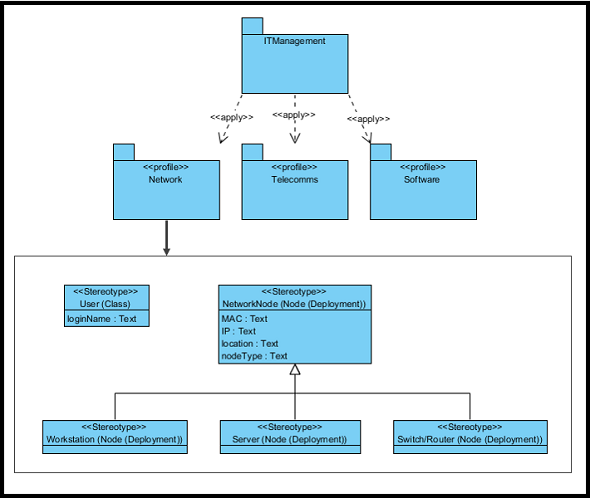 ITManagement
<<apply>>
<<apply>>
<<apply>>
<<profile>>
Network
<<profile>>
Telecomms
<<profile>>
Software
<<Stereotype>>
User (Class)
loginName : Text
<<Stereotype>>
NetworkNode (Node (Deployment))
MAC : Text
IP : Text
location : Text
nodeType : Text
<<Stereotype>>
Workstation (Node (Deployment))
<<Stereotype>>
Server (Node (Deployment))
<<Stereotype>>
Switch/Router (Node (Deployment))